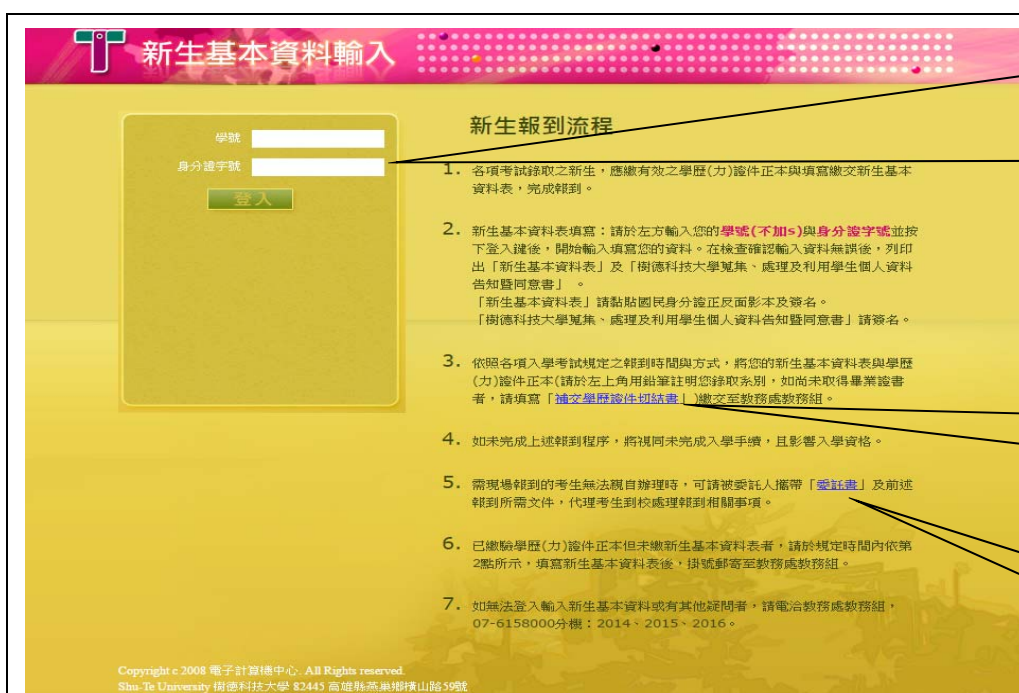 新生基本資料輸入
學號
身分證字號
登入
新生報到流程
1. 各項考試錄取之新生，應繳有效之學歷(力)證件正本與填寫繳交新生基本
資料表，完成報到。
2. 新生基本資料表填寫：請於左方輸入您的學號(不加s)與身分證字號並按
下登入鍵後，開始輸入填寫您的資料。在檢查確認輸入資料無誤後，列印
出「新生基本資料表」及「樹德科技大學蒐集、處理及利用學生個人資料
告知暨同意書」 。
「新生基本資料表」請黏貼國民身分證正反面影本及簽名。
「樹德科技大學蒐集、處理及利用學生個人資料告知暨同意書」請簽名。
3. 依照各項入學考試規定之報到時間與方式，將您的新生基本資料表與學歷
(力)證件正本(請於左上角用鉛筆註明您錄取系別，如尚未取得畢業證書
者，請填寫「補交學歷證件切結書」)繳交至教務處教務組。
4. 如未完成上述報到程序，將視同未完成入學手續，且影響入學資格。
5. 需現場報到的考生無法親自辦理時，可請被委託人攜帶「委託書」及前述
報到所需文件，代理考生到校處理報到相關事項。
6. 已繳驗學歷(力)證件正本但未繳新生基本資料表者，請於規定時間內依第
2點所示，填寫新生基本資料表後，掛號郵寄至教務處教務組。
7. 如無法登入輸入新生基本資料或有其他疑問者，請電洽教務處教務組，
07-6158000分機：2014、2015、2016。
Copyright c 2008 電子計算機中心. All Rights reserved.
Shu-Te University 樹德科技大學 82445 高雄縣燕巢鄉橫山路59號